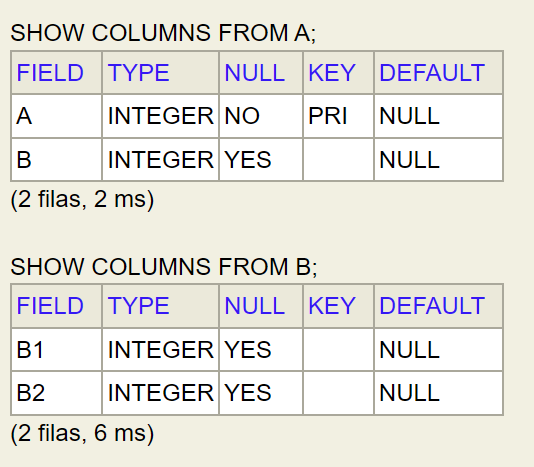 SHOW COLUMNS FROM A;
FIELD TYPE NULL KEY DEFAULT
A INTEGER NO PRI NULL
B INTEGER YES NULL
(2 filas, 2 ms)
SHOW COLUMNS FROM B;
FIELD TYPE NULL KEY DEFAULT
B1 INTEGER YES NULL
B2 INTEGER YES NULL
(2 filas, 6 ms)